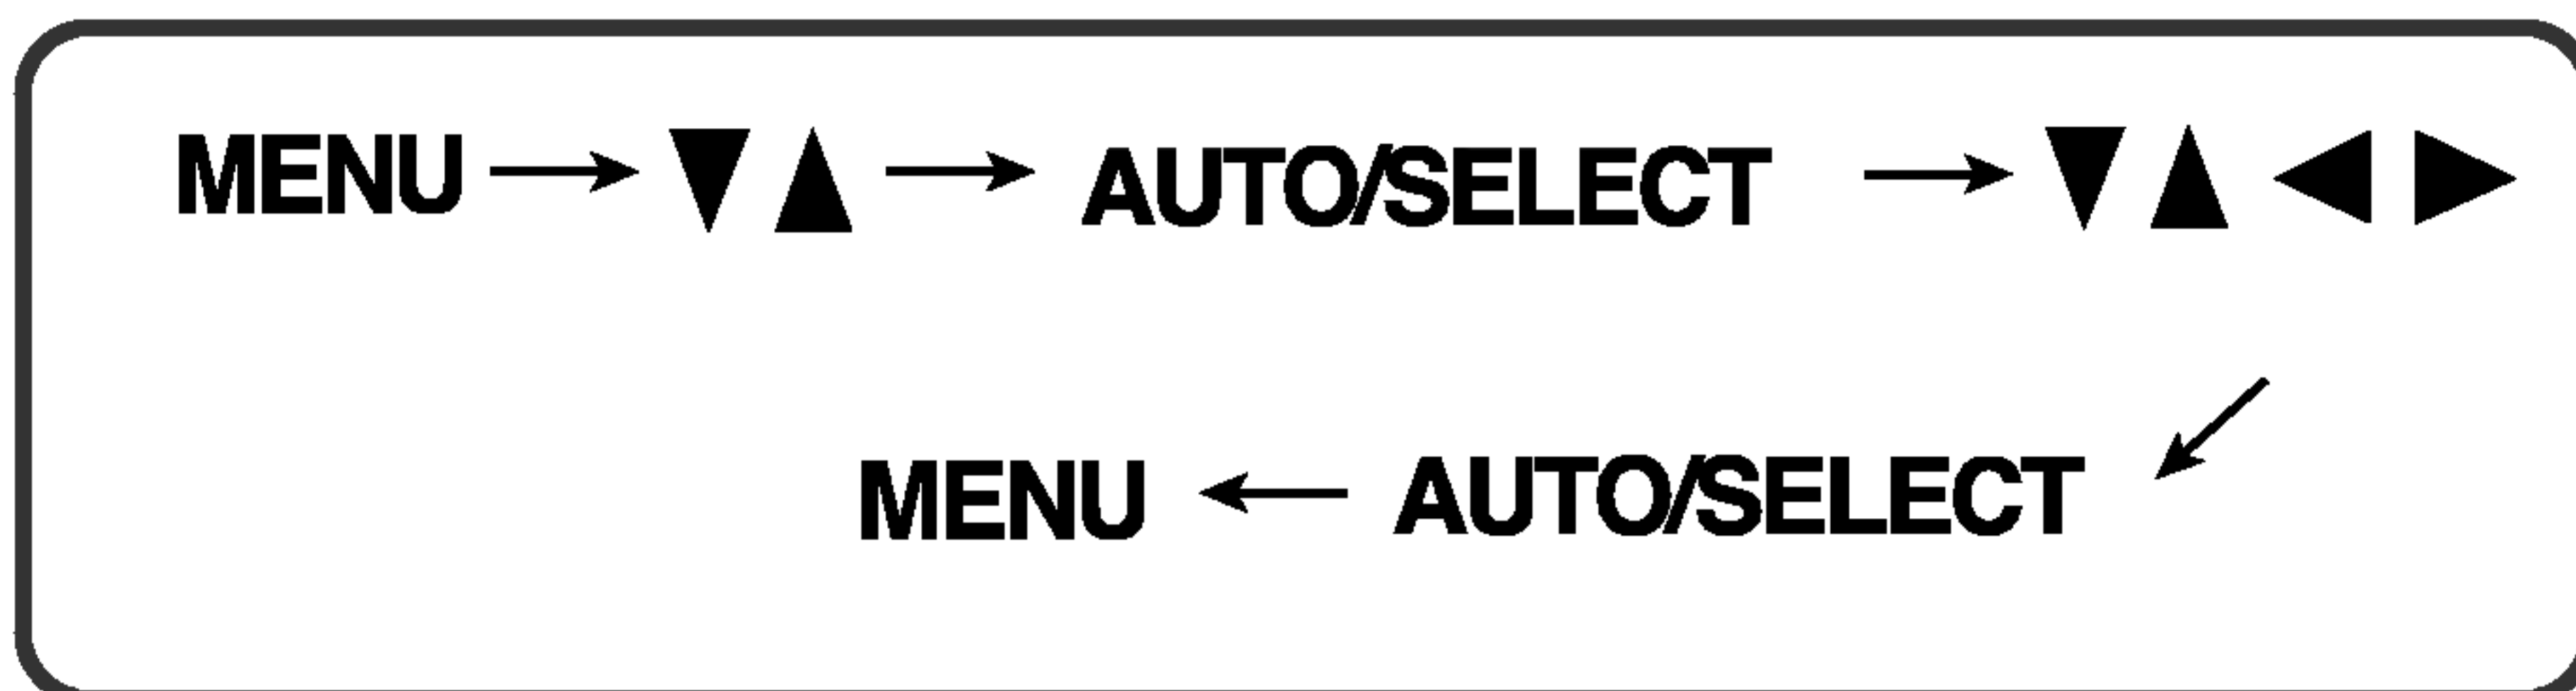 MENU → ▼▲ → AUTO/SELECT → ▼▲◀▶
MENU ← AUTO/SELECT ↙